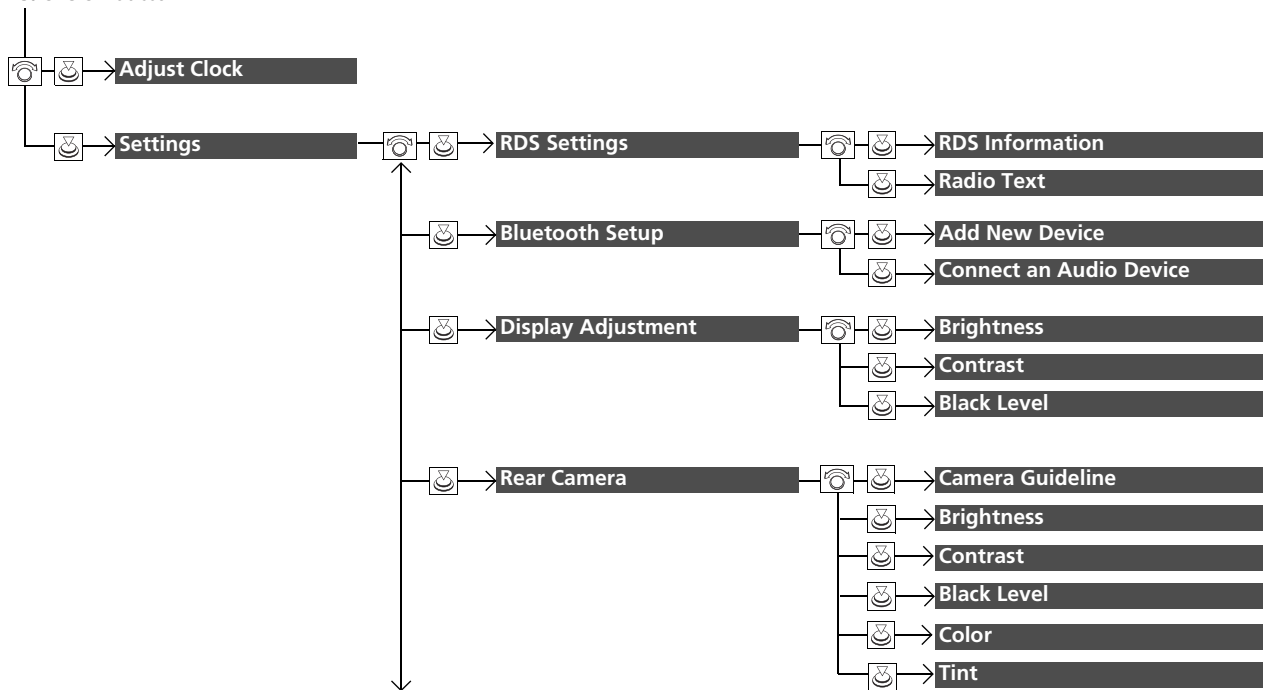 Adjust Clock
Settings
RDS Settings
RDS Information
Radio Text
Bluetooth Setup
Add New Device
Connect an Audio Device
Display Adjustment
Brightness
Contrast
Black Level
Rear Camera
Camera Guideline
Brightness
Contrast
Black Level
Color
Tint